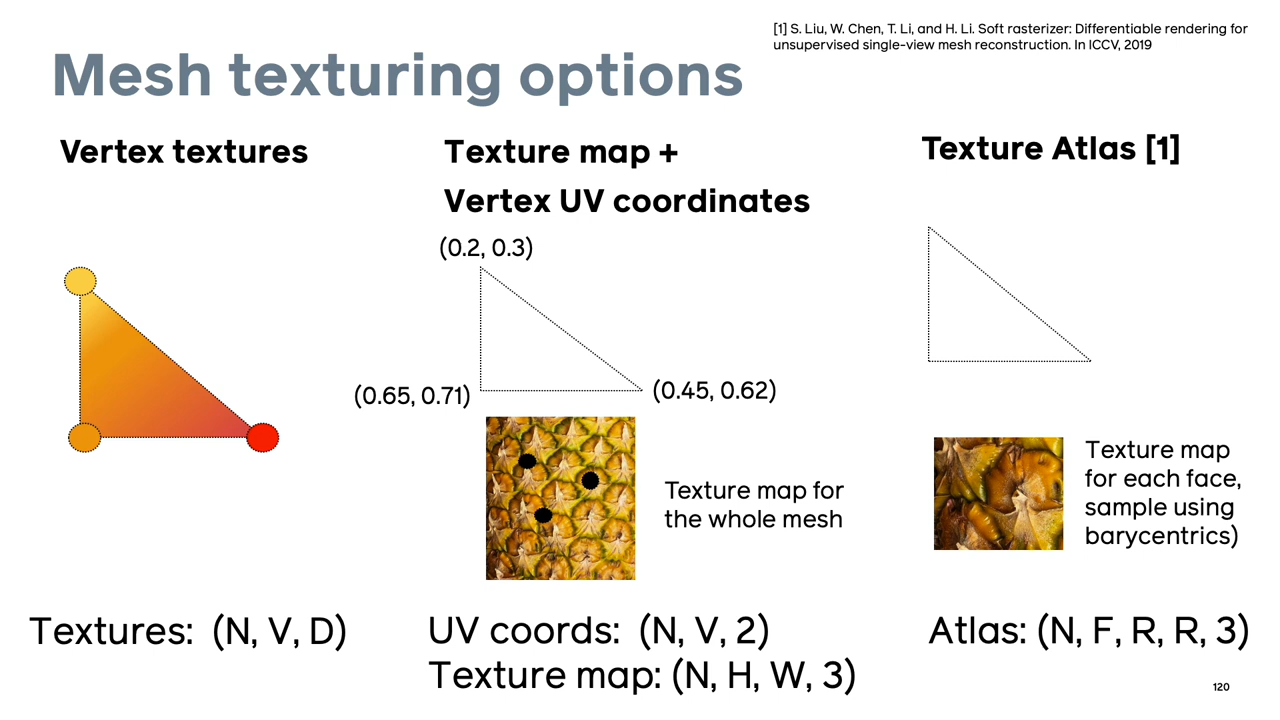 [1] S. Liu, W. Chen, T. Li, and H. Li. Soft rasterizer: Differentiable rendering for
unsupervised single-view mesh reconstruction. In ICCV, 2019
Mesh texturing options
Vertex textures
Textures: (N, V, D)
Texture map +
Vertex UV coordinates
(0.2, 0.3)
(0.65, 0.71)
(0.45, 0.62)
Texture map for
the whole mesh
UV coords: (N, V, 2)
Texture map: (N, H, W, 3)
Texture Atlas [1]
Texture map
for each face,
sample using
barycentrics)
Atlas: (N, F, R, R, 3)
120